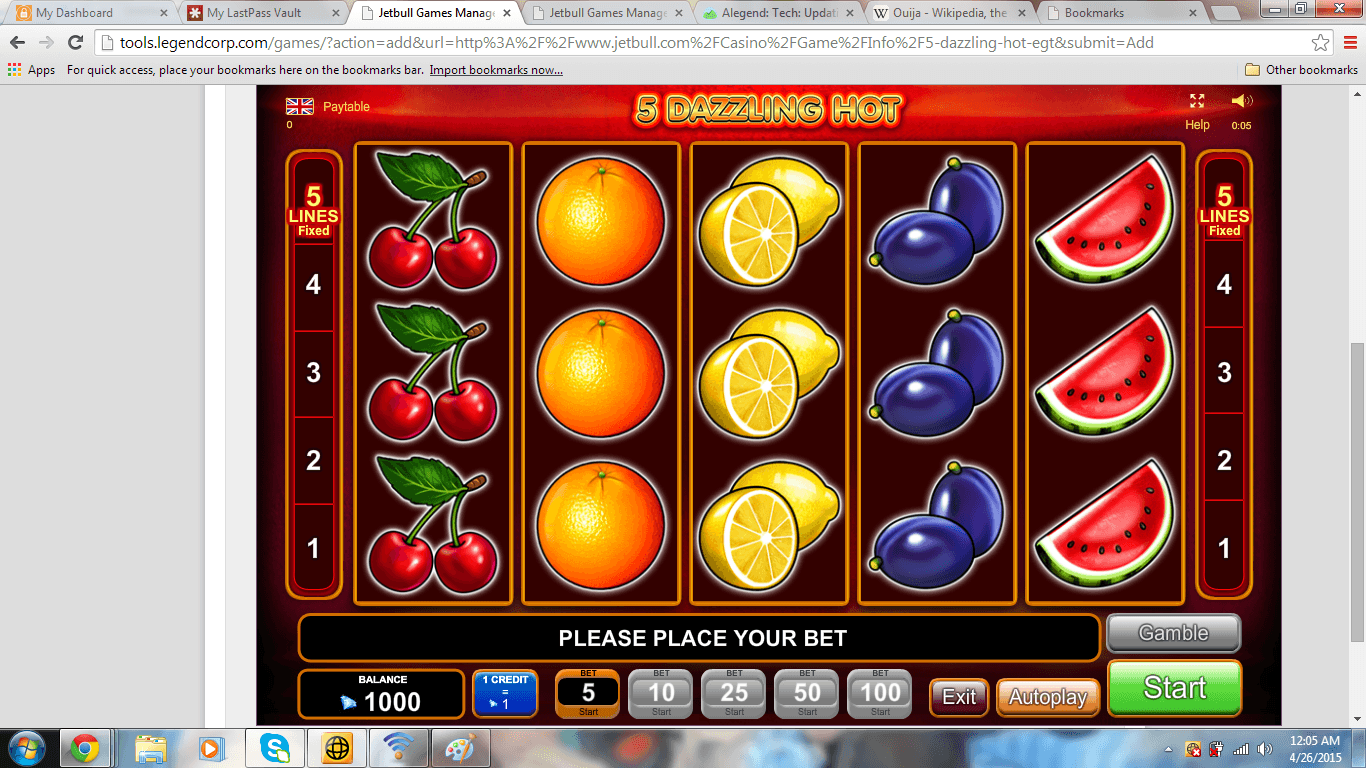 My Dashboard
My LastPass Vault
Jetbull Games Manag
Jetbull Games Manage
Alegend: Tech: Updati
Ouija - Wikipedia, the
Bookmarks
tools.legendcorp.com/games/?action=add&url=http%3A%2F%2Fwww.jetbull.com%2FCasino%2FGame%2FInfo%2F5-dazzling-hot-egt&submit=Add
Apps For quick access, place your bookmarks here on the bookmarks bar. Import bookmarks now...
Other bookmarks
Paytable
0
5 DAZZLING HOT
Help
0:05
5
LINES
Fixed
4
3
2
1
5
LINES
Fixed
4
3
2
1
PLEASE PLACE YOUR BET
Gamble
BALANCE
1000
1 CREDIT
=
1
BET
5
Start
BET
10
Start
BET
25
Start
BET
50
Start
BET
100
Start
Exit
Autoplay
Start
12:05 AM
4/26/2015